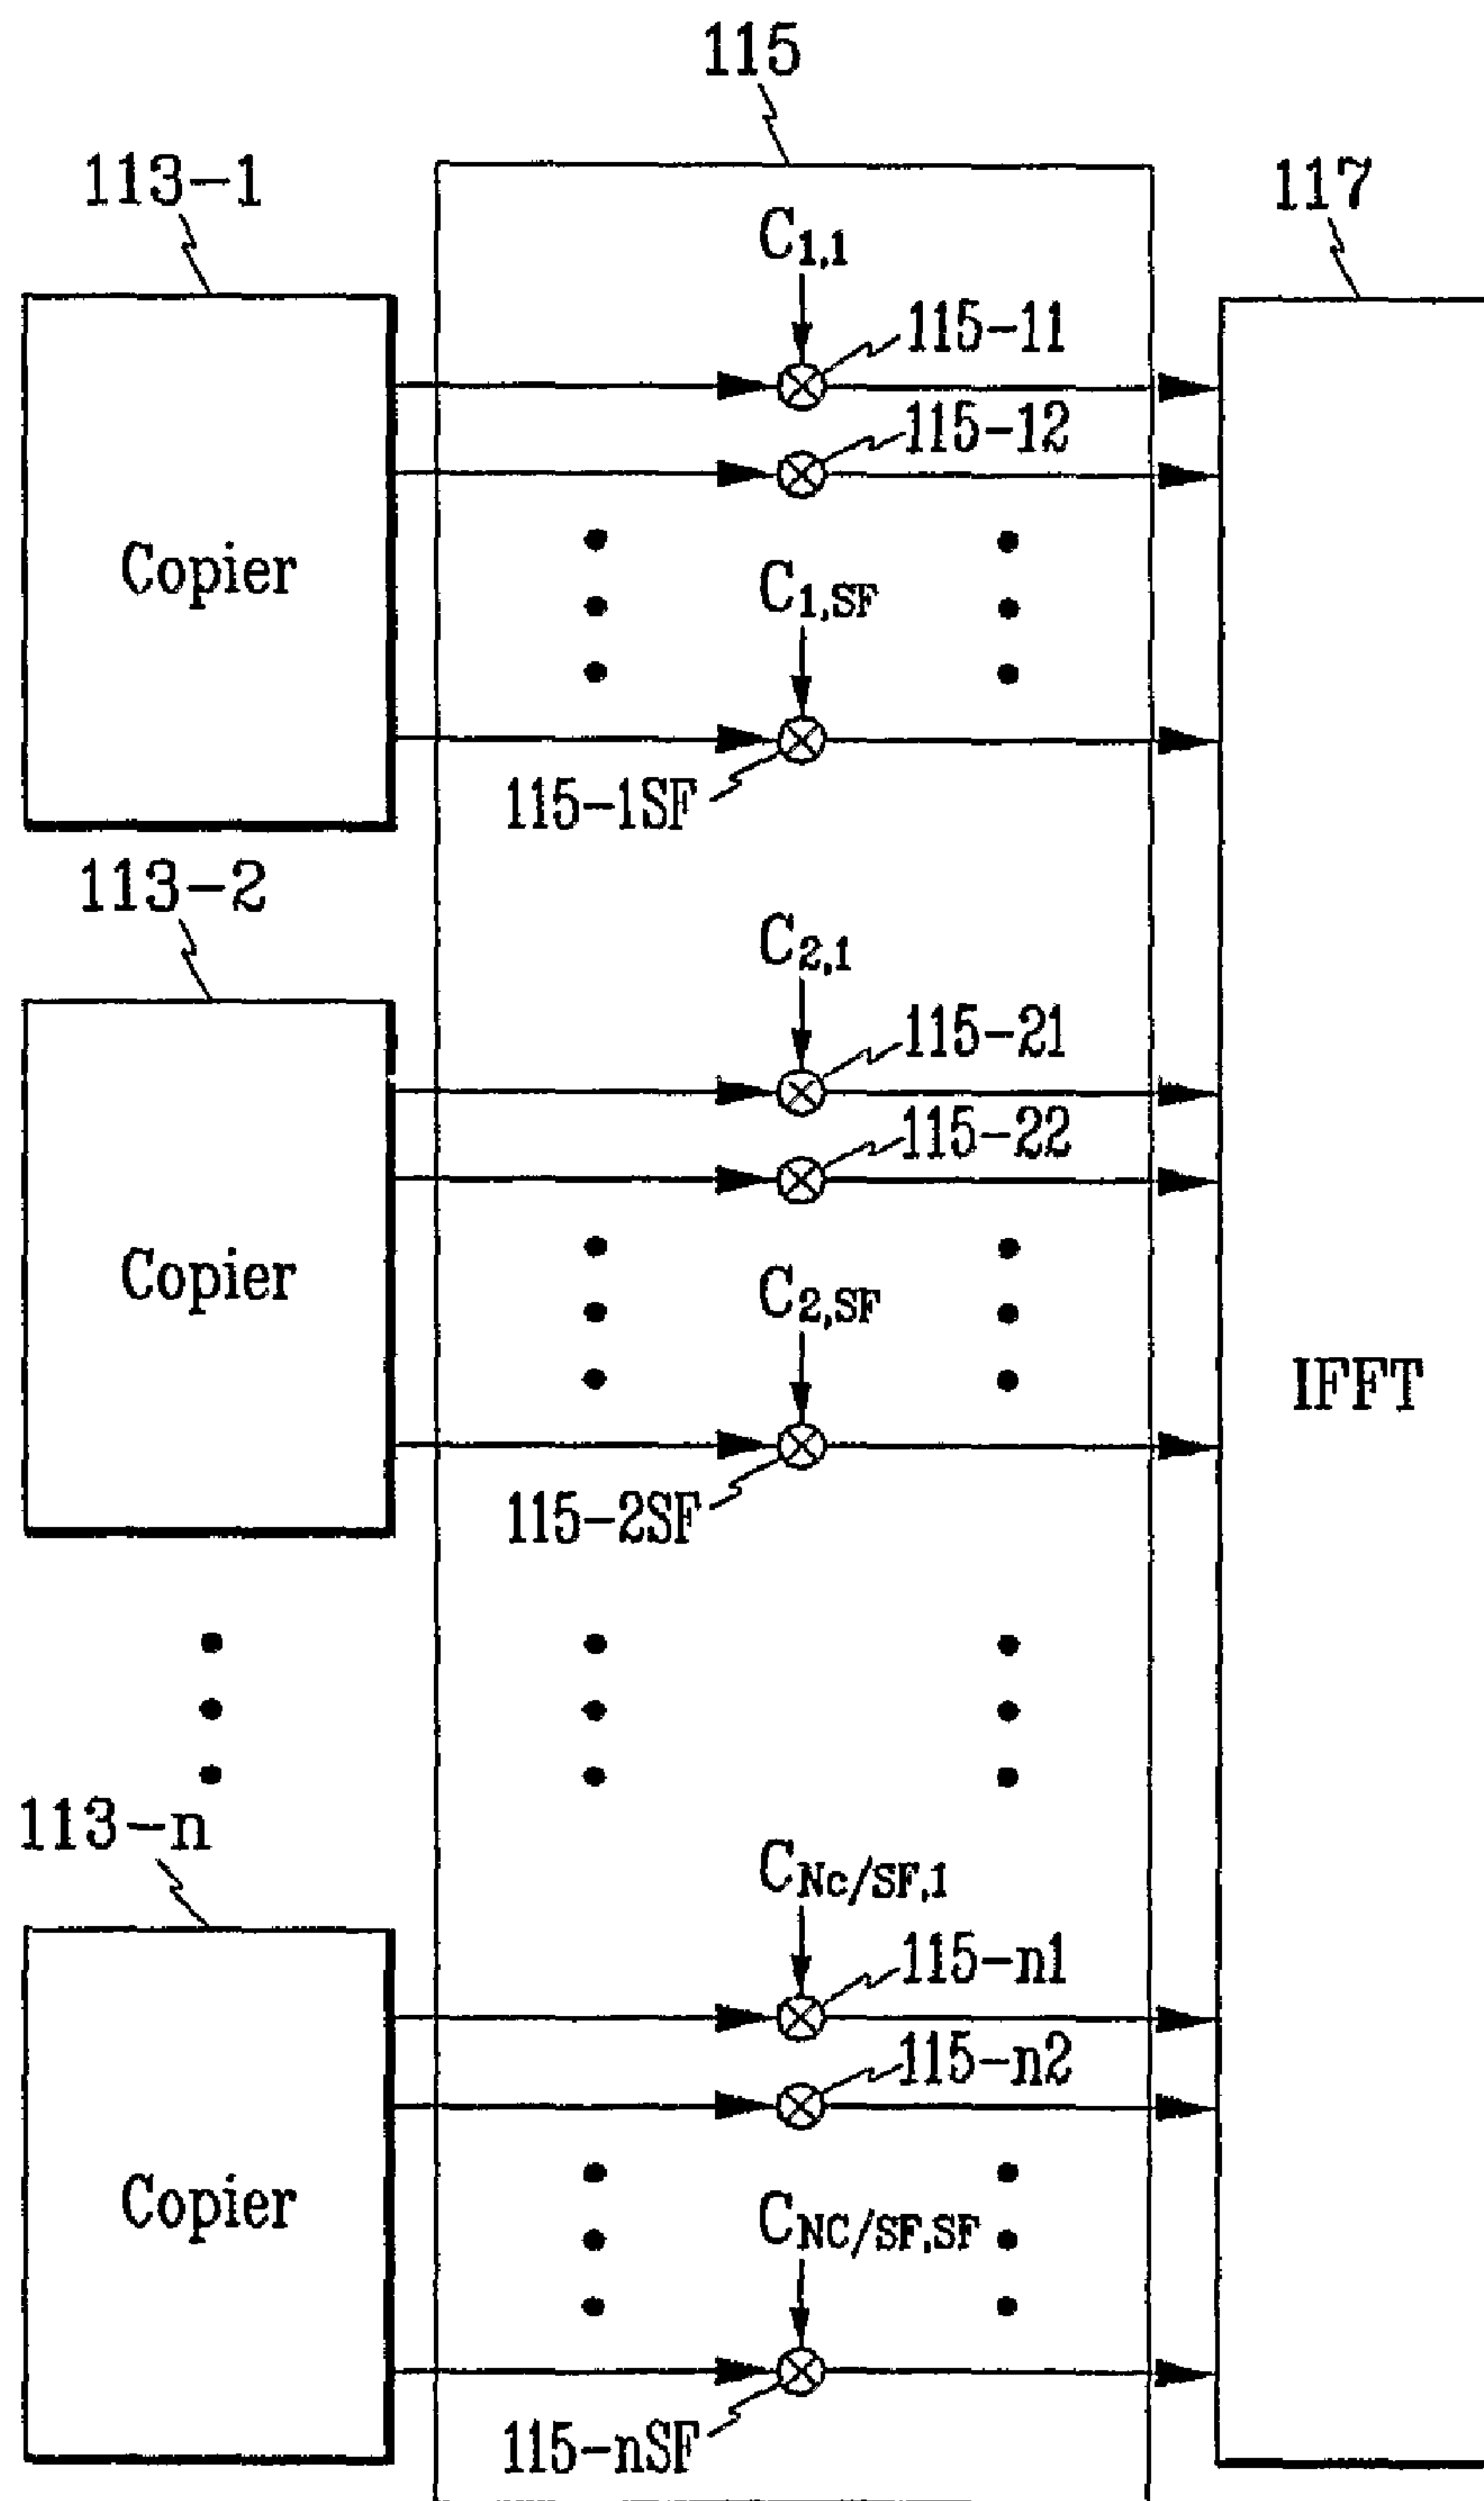 115
113-1
117
C1,1
115-11
115-12
Copier
C1,SF
115-1SF
113-2
C2,1
115-21
115-22
Copier
C2,SF
IFFT
115-2SF
113-n
CNc/SF,1
115-n1
115-n2
Copier
CNC/SF,SF
115-nSF